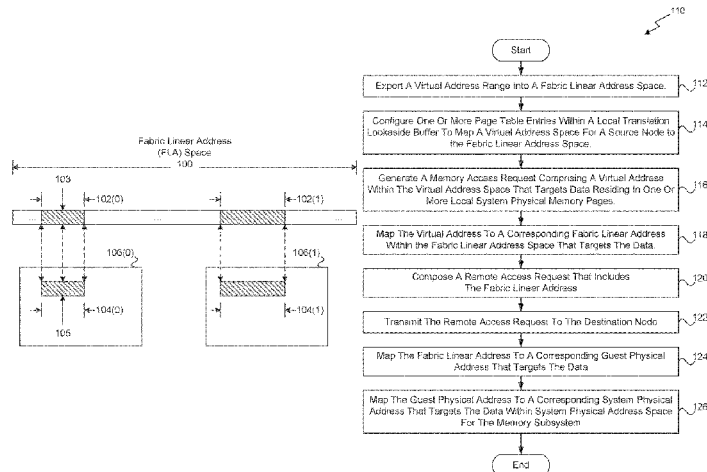 110
Start
Export A Virtual Address Range Into A Fabric Linear Address Space.
112
Configure One Or More Page Table Entries Within A Local Translation
Lookaside Buffer To Map A Virtual Address Space For A Source Node to
the Fabric Linear Address Space.
114
Generate A Memory Access Request Comprising A Virtual Address
Within The Virtual Address Space That Targets Data Residing In One Or
More Local System Physical Memory Pages.
116
Map The Virtual Address To A Corresponding Fabric Linear Address
Within the Fabric Linear Address Space That Targets The Data.
118
Compose A Remote Access Request That Includes
The Fabric Linear Address
120
Transmit The Remote Access Request To The Destination Node
122
Map The Fabric Linear Address To A Corresponding Guest Physical
Address That Targets The Data
124
Map The Guest Physical Address To A Corresponding System Physical
Address That Targets The Data Within System Physical Address Space
For The Memory Subsystem
126
End
Fabric Linear Address
(FLA) Space
100
103
102(0)
102(1)
...
...
...
106(0)
106(1)
104(0)
104(1)
105